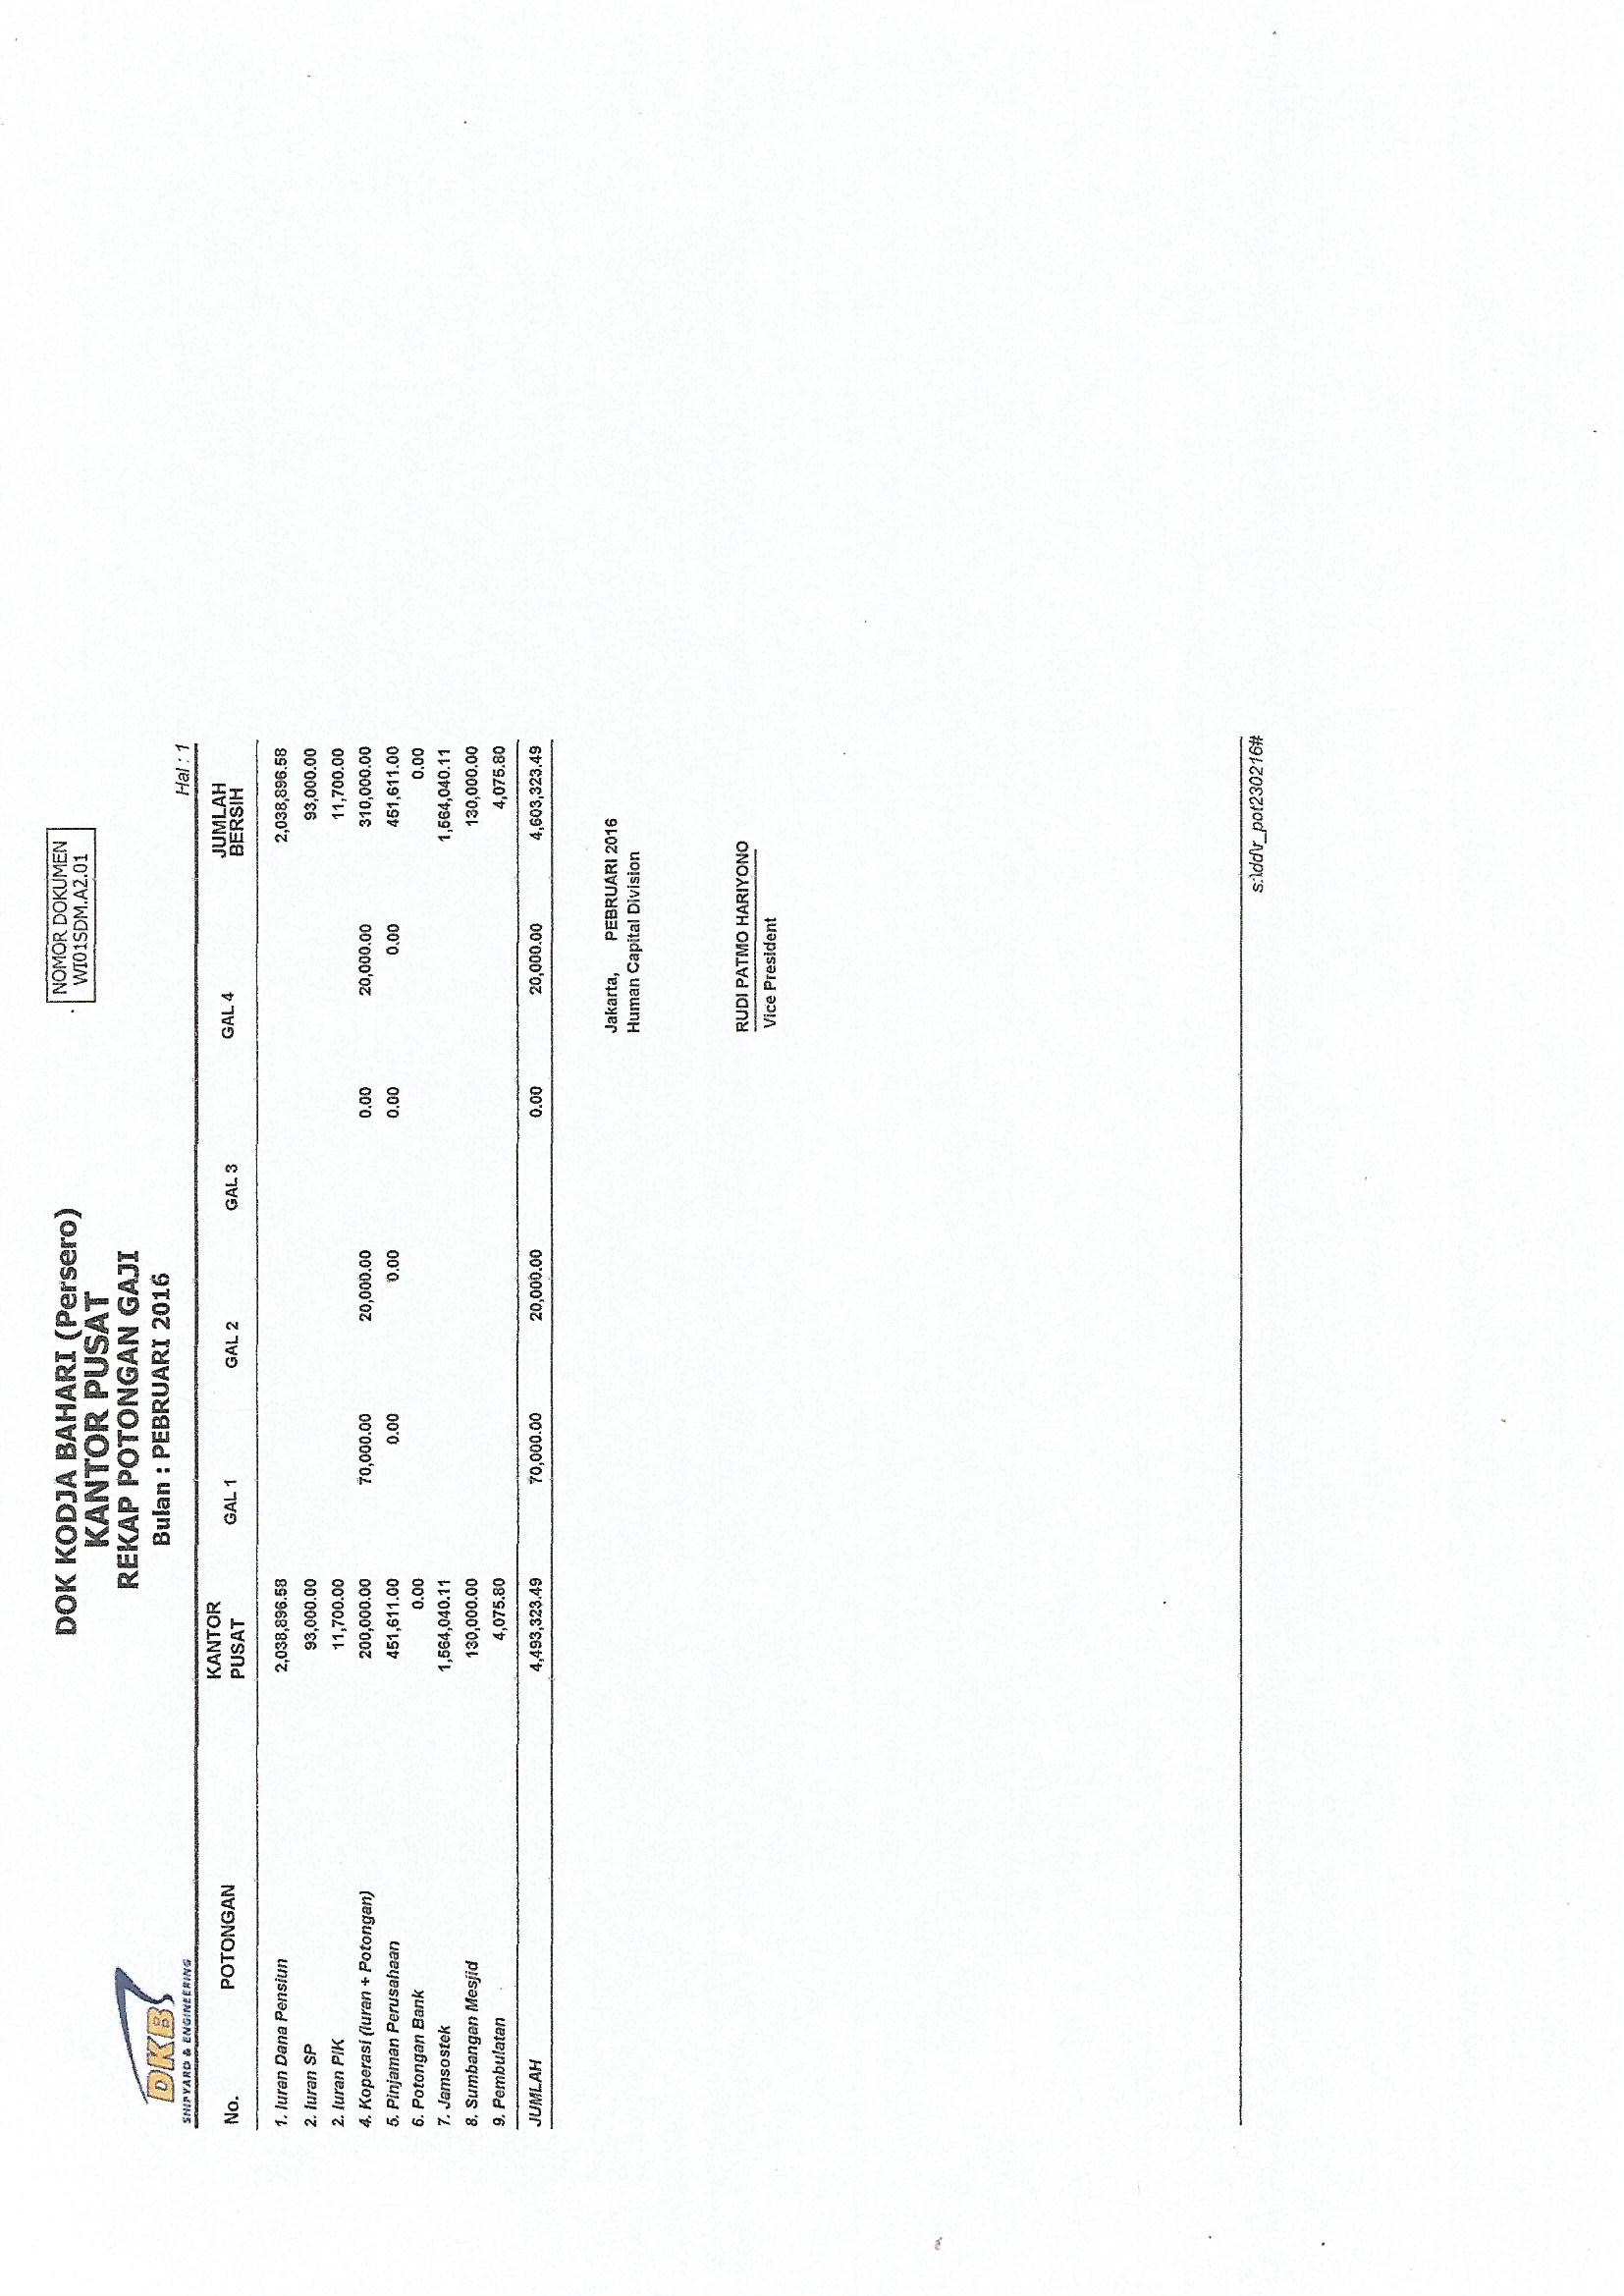 NOMOR DOKUMEN
WI01SDM.A2.01
DOK KODJA BAHARI (Persero)
KANTOR PUSAT
REKAP POTONGAN GAJI
Bulan : PEBRUARI 2016
DKB
SHIPYARD & ENGINEERING
Hal : 1
No. POTONGAN KANTOR PUSAT GAL 1 GAL 2 GAL 3 GAL 4 JUMLAH BERSIH
1. Iuran Dana Pensiun 2,038,896.58 2,038,896.58
2. Iuran SP 93,000.00 93,000.00
2. Iuran PIK 11,700.00 11,700.00
4. Koperasi (Iuran + Potongan) 200,000.00 70,000.00 20,000.00 0.00 20,000.00 310,000.00
5. Pinjaman Perusahaan 451,611.00 0.00 0.00 0.00 0.00 451,611.00
6. Potongan Bank 0.00 0.00
7. Jamsostek 1,564,040.11 1,564,040.11
8. Sumbangan Mesjid 130,000.00 130,000.00
9. Pembulatan 4,075.80 4,075.80
JUMLAH 4,493,323.49 70,000.00 20,000.00 0.00 20,000.00 4,603,323.49
Jakarta, PEBRUARI 2016
Human Capital Division
RUDI PATMO HARIYONO
Vice President
s:\dd\r_pot230216#